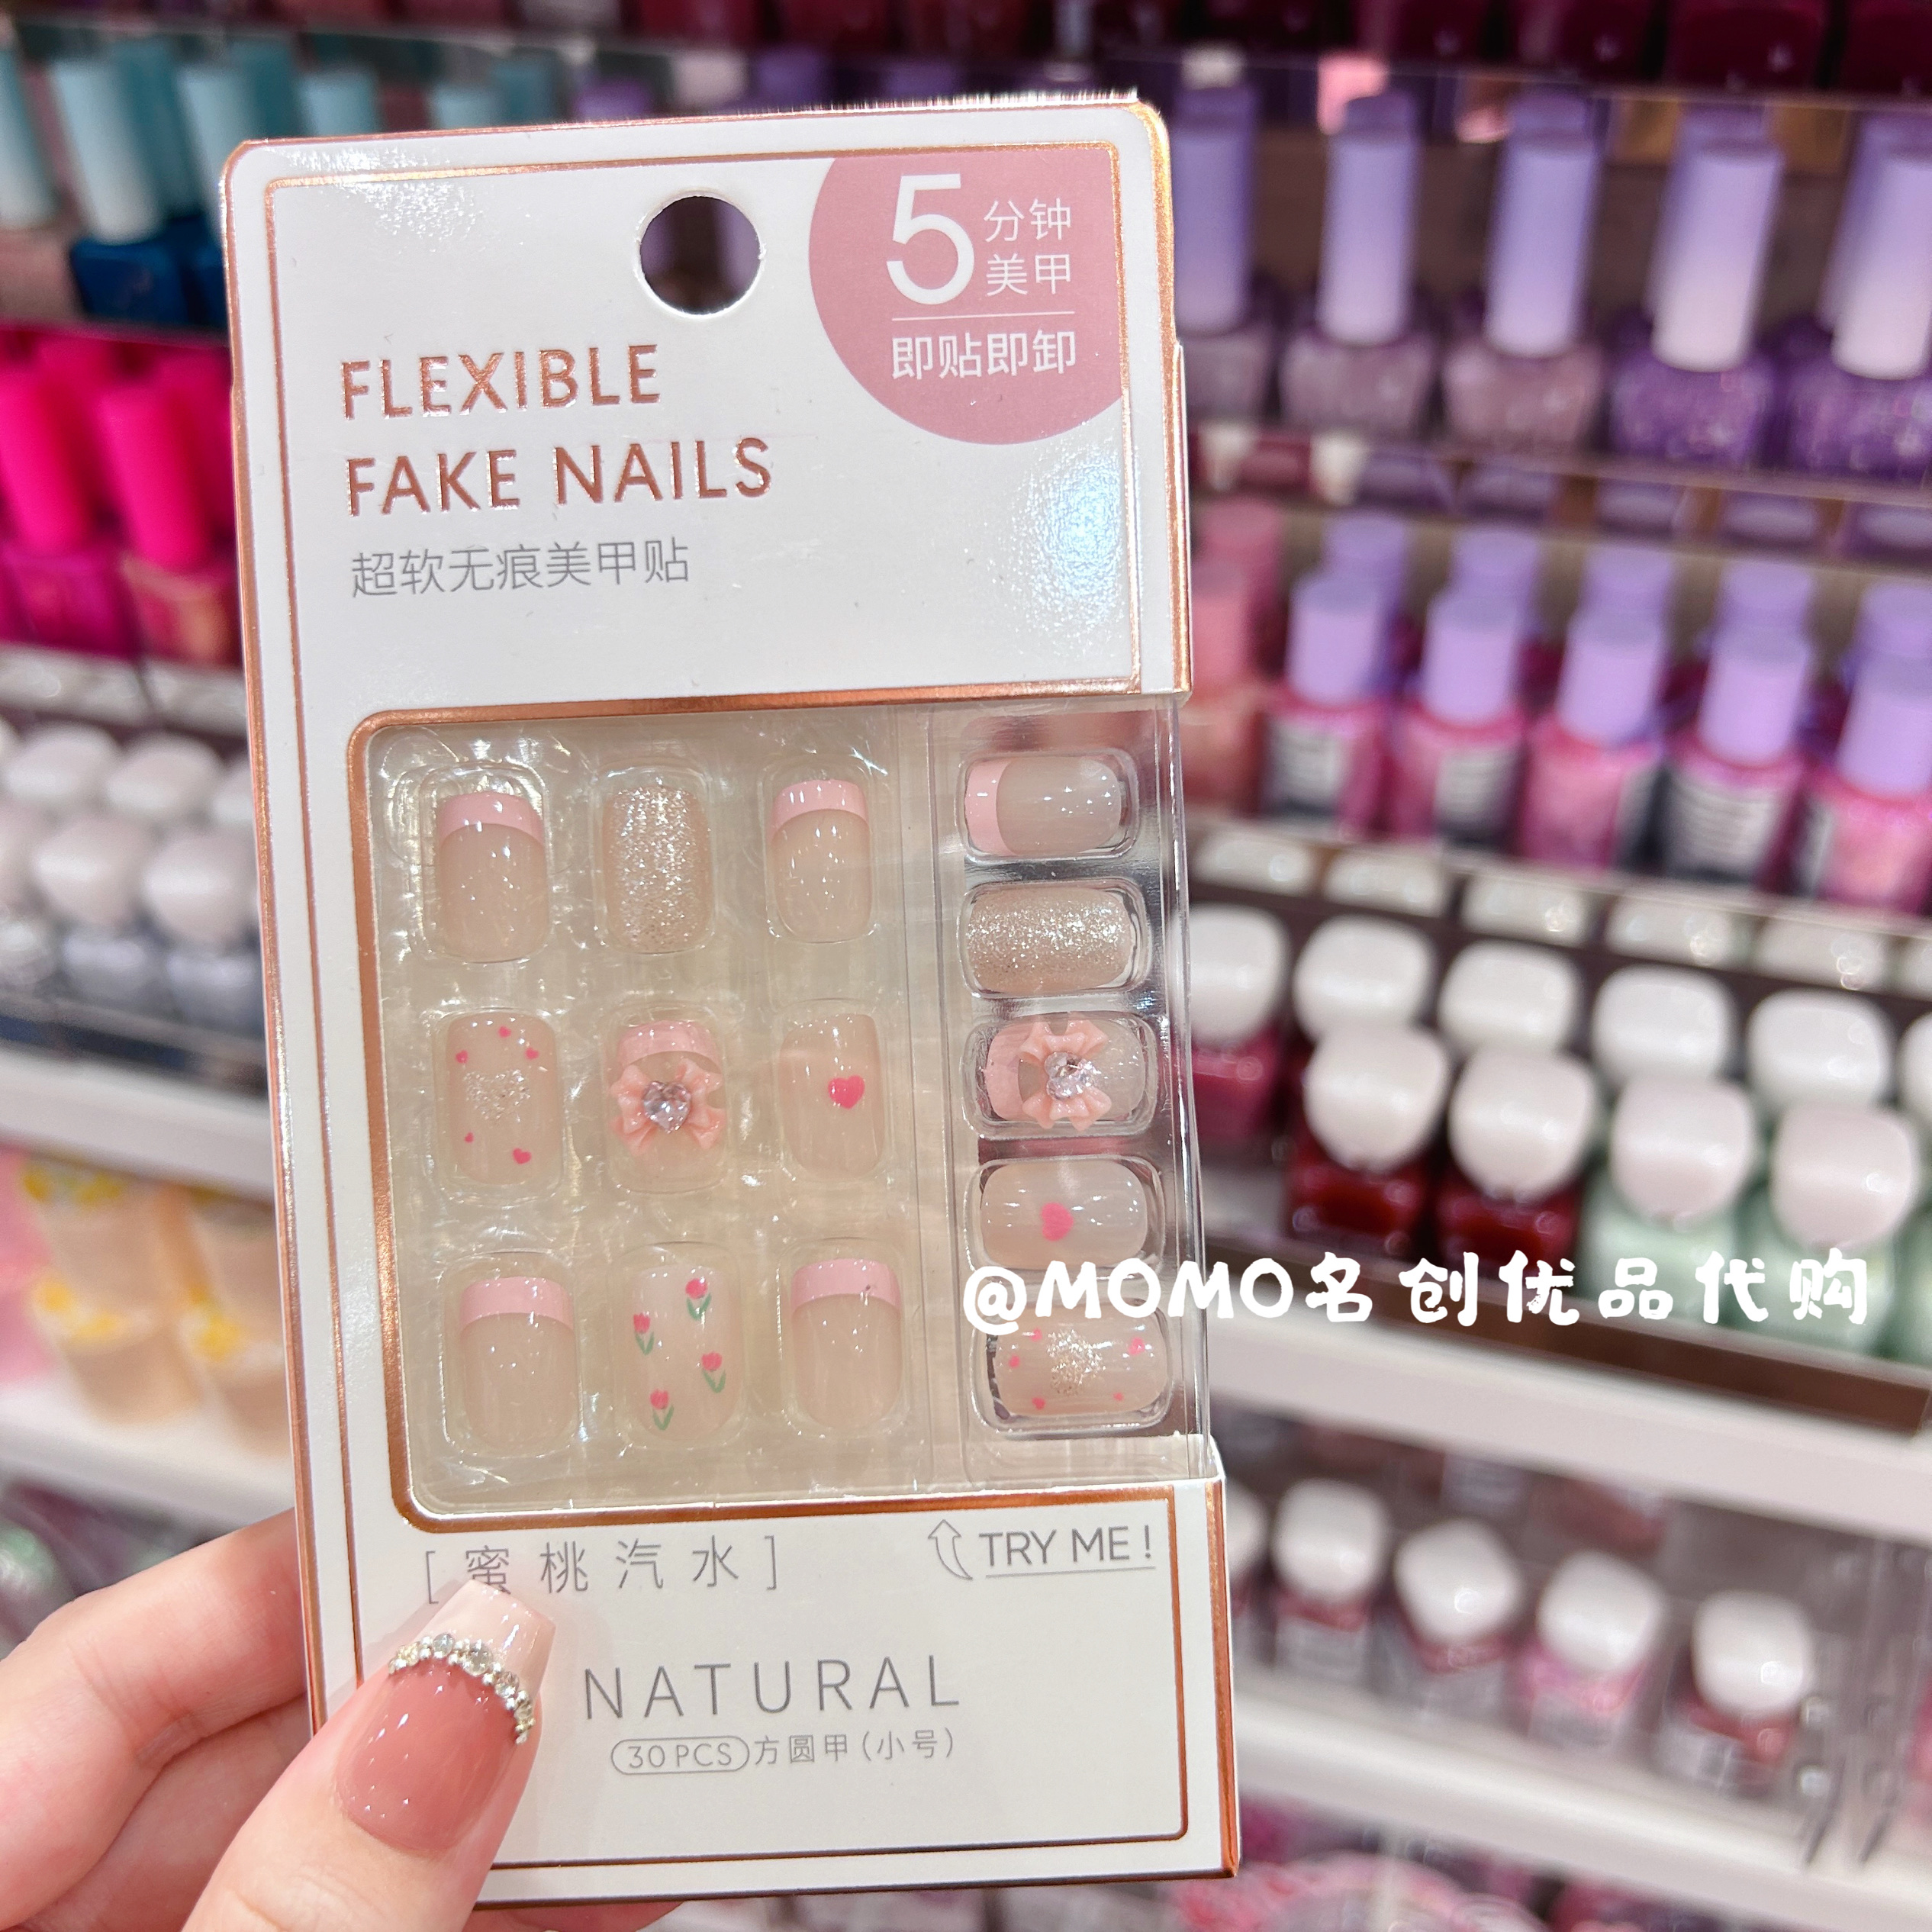 5分钟
美甲
即贴即卸
FLEXIBLE
FAKE NAILS
超软无痕美甲贴
@MOMO名创优品代购
[蜜桃汽水]
TRY ME!
NATURAL
30PCS 方圆甲(小号)